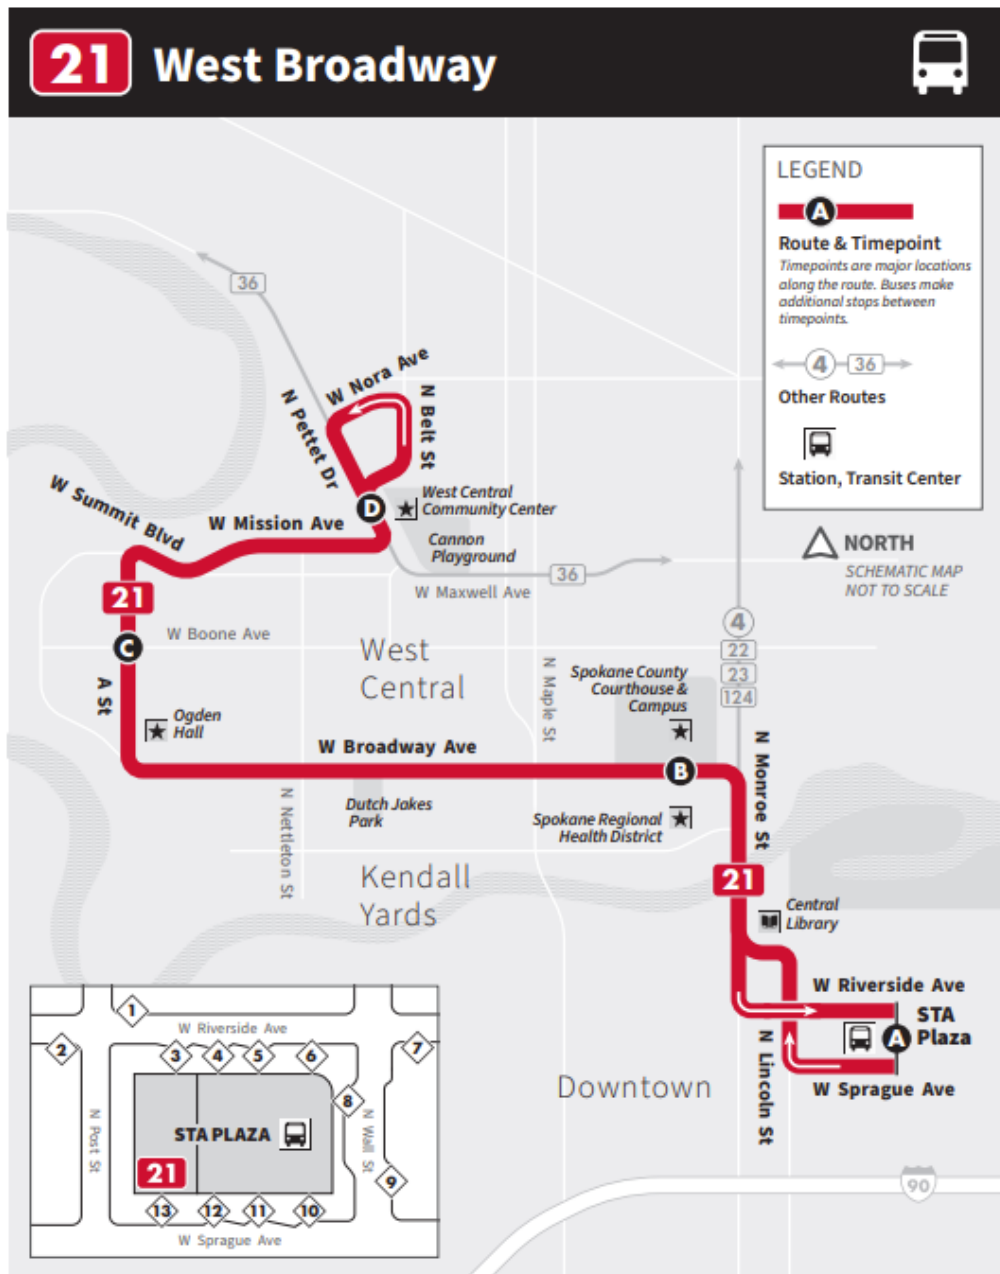 21 West Broadway
LEGEND
A
Route & Timepoint
Timepoints are major locations
along the route. Buses make
additional stops between
timepoints.
4 36
Other Routes
Station, Transit Center
NORTH
SCHEMATIC MAP
NOT TO SCALE
36
W Nora Ave
N Belt St
N Pettet Dr
W Summit Blvd
W Mission Ave
D
West Central
Community Center
Cannon
Playground
36
W Maxwell Ave
21
C
W Boone Ave
A St
Ogden
Hall
West
Central
N Maple St
Spokane County
Courthouse &
Campus
4
22
23
124
W Broadway Ave
B
N Monroe St
N Nettleton St
Dutch Jakes
Park
Spokane Regional
Health District
Kendall
Yards
21
Central
Library
W Riverside Ave
STA
Plaza
A
W Sprague Ave
N Lincoln St
Downtown
90
1
W Riverside Ave
2
3
4
5
6
7
8
N Post St
STA PLAZA
N Wall St
21
9
13
12
11
10
W Sprague Ave